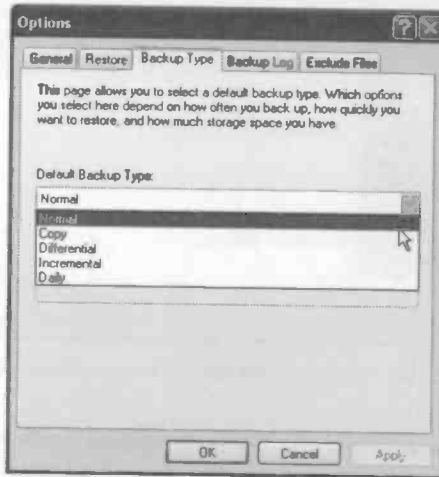 Options
General Restore Backup Type Backup Log Exclude Files
This page allows you to select a default backup type. Which options
you select here depend on how often you back up, how quickly you
want to restore, and how much storage space you have.
Default Backup Type:
Normal
Normal
Copy
Differential
Incremental
Daily
OK Cancel Apply